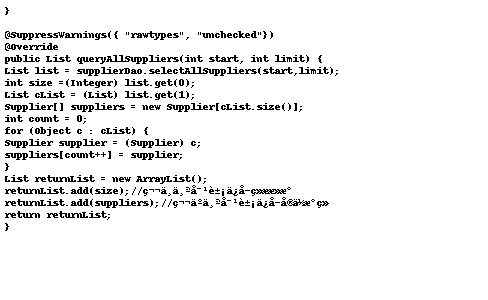 }
@SuppressWarnings({ "rawtypes", "unchecked"})
@Override
public List queryAllSuppliers(int start, int limit) {
List list = supplierDao.selectAllSuppliers(start,limit);
int size =(Integer) list.get(0);
List cList = (List) list.get(1);
Supplier[] suppliers = new Supplier[cList.size()];
int count = 0;
for (Object c : cList) {
Supplier supplier = (Supplier) c;
suppliers[count++] = supplier;
}
List returnList = new ArrayList();
returnList.add(size);//
returnList.add(suppliers);//
return returnList;
}